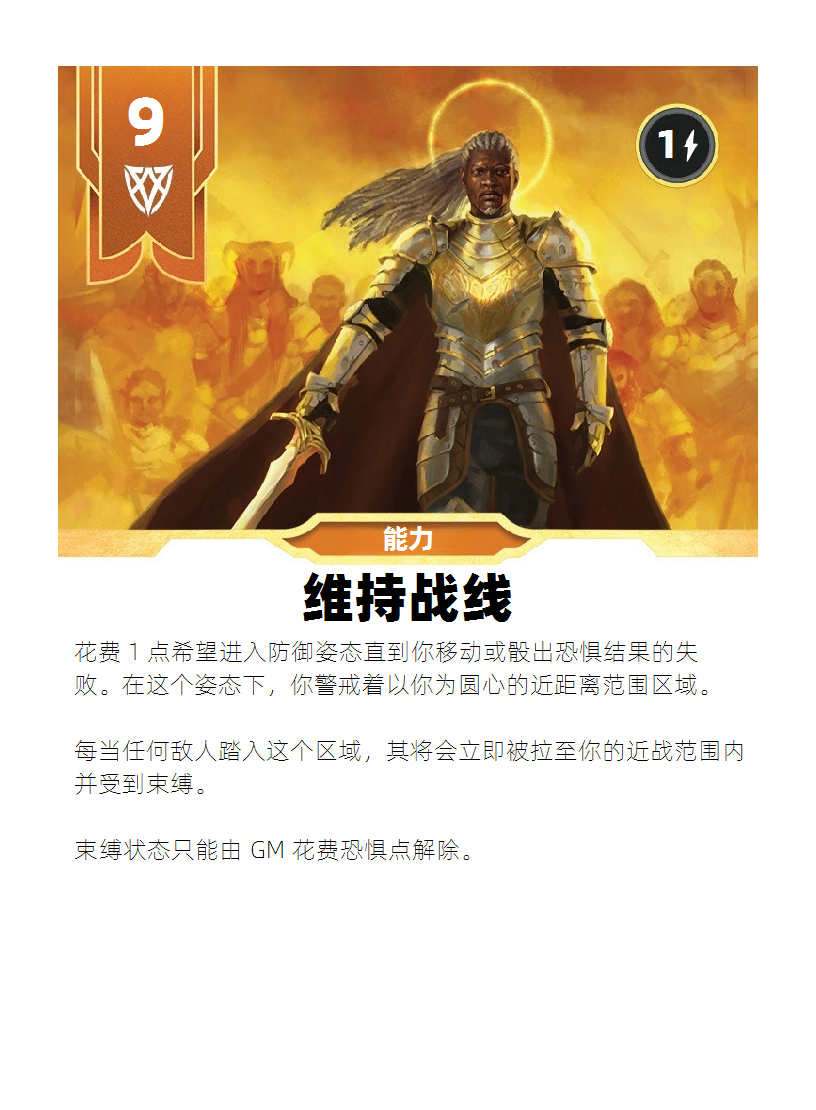 9
1
能力
维持战线
花费 1 点希望进入防御姿态直到你移动或骰出恐惧结果的失
败。在这个姿态下，你警戒着以你为圆心的近距离范围区域。
每当任何敌人踏入这个区域，其将会立即被拉至你的近战范围内
并受到束缚。
束缚状态只能由 GM 花费恐惧点解除。